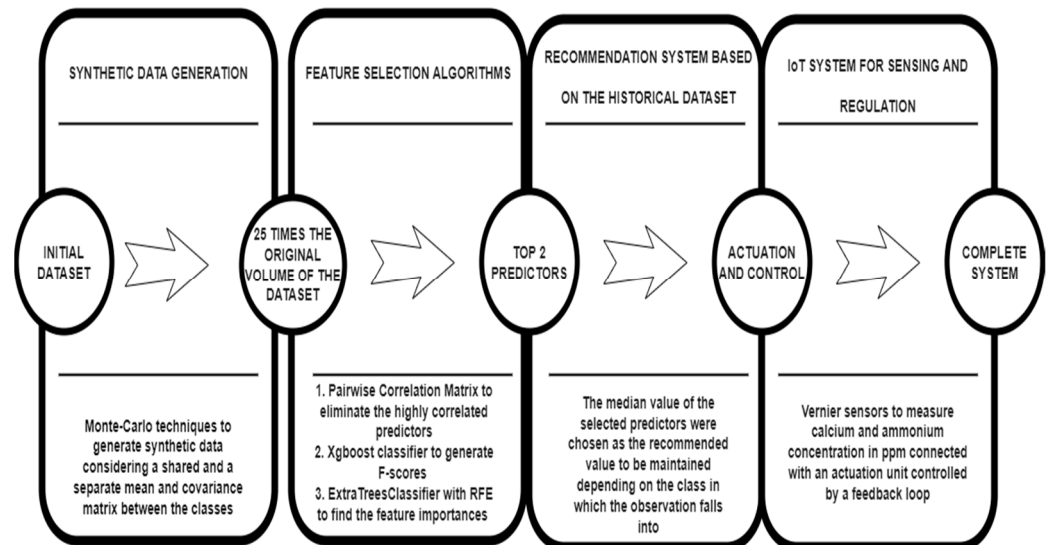 SYNTHETIC DATA GENERATION
FEATURE SELECTION ALGORITHMS
RECOMMENDATION SYSTEM BASED
ON THE HISTORICAL DATASET
IoT SYSTEM FOR SENSING AND
REGULATION
INITIAL
DATASET
25 TIMES THE
ORIGINAL
VOLUME OF THE
DATASET
TOP 2
PREDICTORS
ACTUATION
AND CONTROL
COMPLETE
SYSTEM
Monte-Carlo techniques to
generate synthetic data
considering a shared and a
separate mean and covariance
matrix between the classes
1. Pairwise Correlation Matrix to
eliminate the highly correlated
predictors
2. Xgboost classifier to generate
F-scores
3. ExtraTreesClassifier with RFE
to find the feature importances
The median value of the
selected predictors were
chosen as the recommended
value to be maintained
depending on the class in
which the observation falls
into
Vernier sensors to measure
calcium and ammonium
concentration in ppm connected
with an actuation unit controlled
by a feedback loop